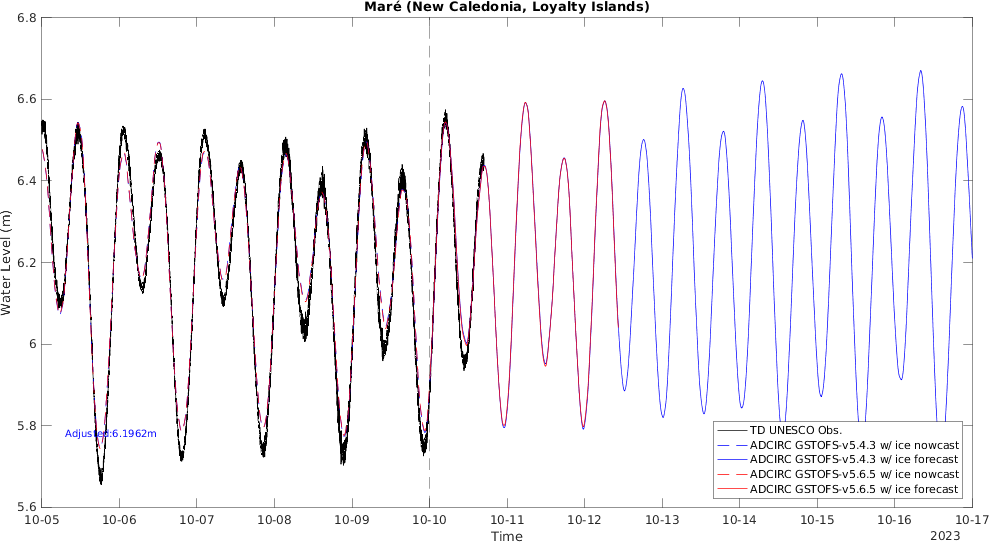 Maré (New Caledonia, Loyalty Islands)
6.8
6.6
6.4
6.2
6
5.8
5.6
Water Level (m)
Adjusted:6.1962m
TD UNESCO Obs.
ADCIRC GSTOFS-v5.4.3 w/ ice nowcast
ADCIRC GSTOFS-v5.4.3 w/ ice forecast
ADCIRC GSTOFS-v5.6.5 w/ ice nowcast
ADCIRC GSTOFS-v5.6.5 w/ ice forecast
10-05 10-06 10-07 10-08 10-09 10-10 10-11 10-12 10-13 10-14 10-15 10-16 10-17
Time
2023